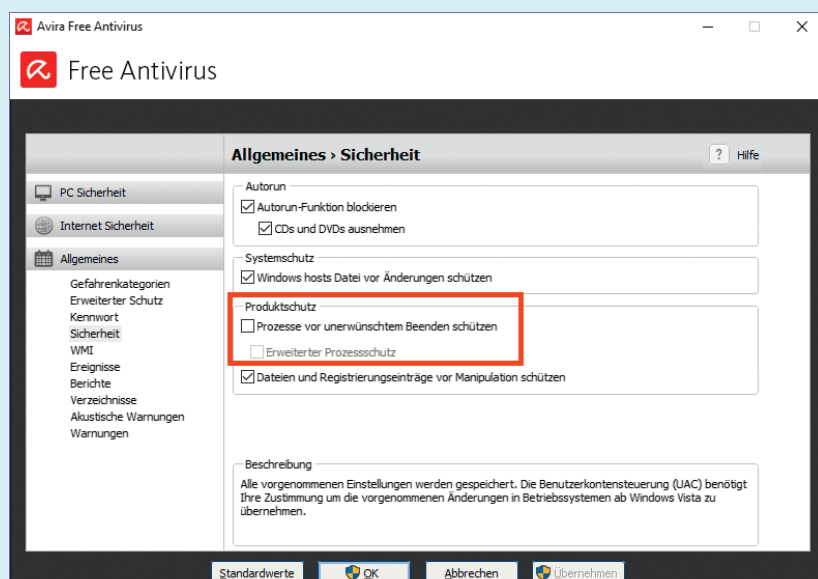 Avira Free Antivirus
Free Antivirus
Allgemeines › Sicherheit
? Hilfe
PC Sicherheit
Internet Sicherheit
Allgemeines
Gefahrenkategorien
Erweiterter Schutz
Kennwort
Sicherheit
WMI
Ereignisse
Berichte
Verzeichnisse
Akustische Warnungen
Warnungen
Autorun
Autorun-Funktion blockieren
CDs und DVDs ausnehmen
Systemschutz
Windows hosts Datei vor Änderungen schützen
Produktschutz
Prozesse vor unerwünschtem Beenden schützen
Erweiterter Prozessschutz
Dateien und Registrierungseinträge vor Manipulation schützen
Beschreibung
Alle vorgenommenen Einstellungen werden gespeichert. Die Benutzerkontensteuerung (UAC) benötigt
Ihre Zustimmung um die vorgenommenen Änderungen in Betriebssystemen ab Windows Vista zu
übernehmen.
Standardwerte
OK
Abbrechen
Übernehmen